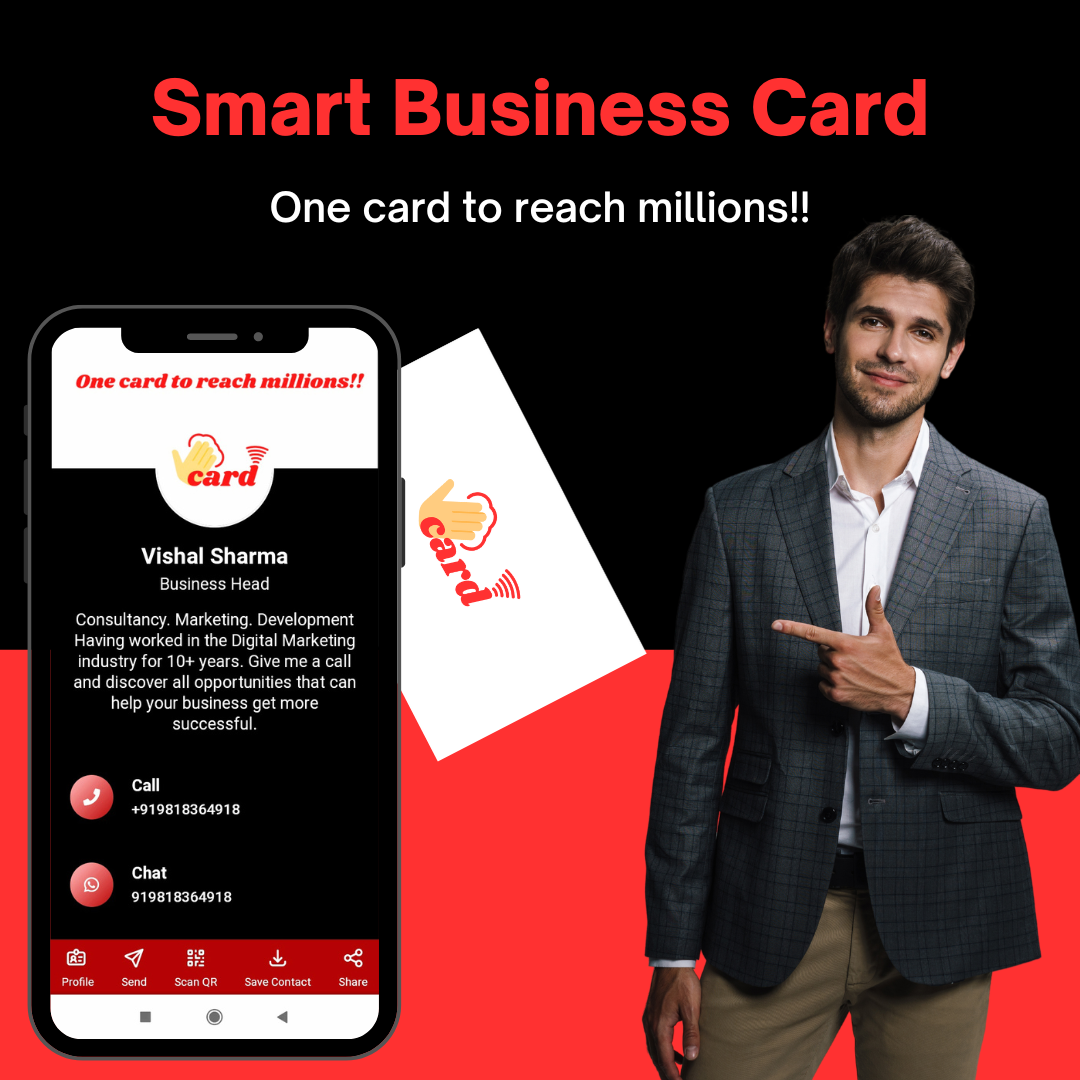 Smart Business Card
One card to reach millions!!
One card to reach millions!!
card
Vishal Sharma
Business Head
Consultancy. Marketing. Development
Having worked in the Digital Marketing
industry for 10+ years. Give me a call
and discover all opportunities that can
help your business get more
successful.
Call
+919818364918
Chat
919818364918
Profile
Send
Scan QR
Save Contact
Share
card